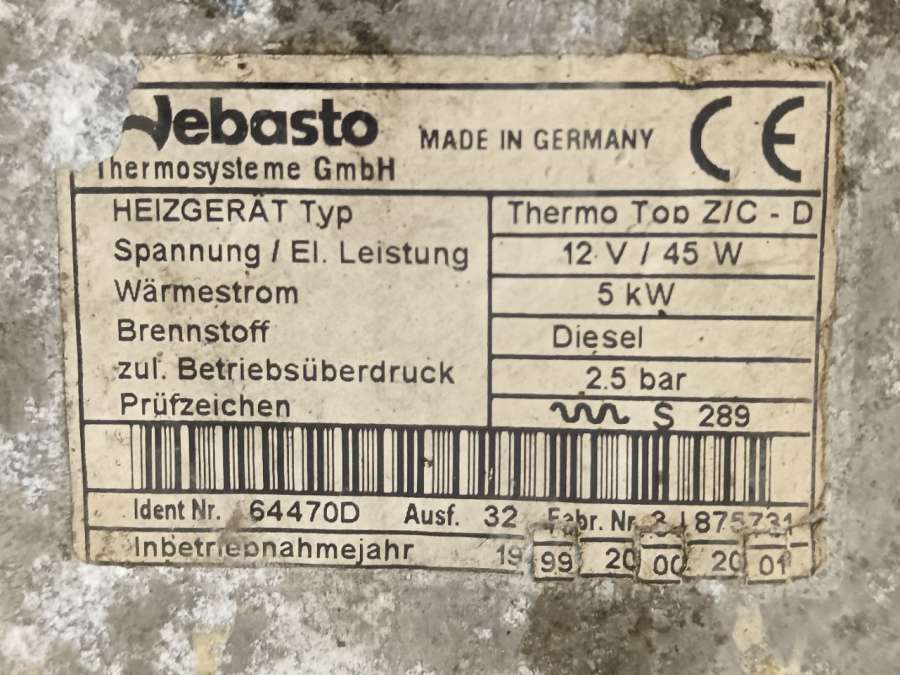 Webasto MADE IN GERMANY CE
Thermosysteme GmbH
HEIZGERÄT Typ Thermo Top Z/C - D
Spannung / El. Leistung 12 V / 45 W
Wärmestrom 5 kW
Brennstoff Diesel
zul. Betriebsüberdruck 2.5 bar
Prüfzeichen S 289
Ident Nr. 64470D Ausf. 32 Fabr. Nr.
Inbetriebnahmejahr 19 99 20 00 20 01